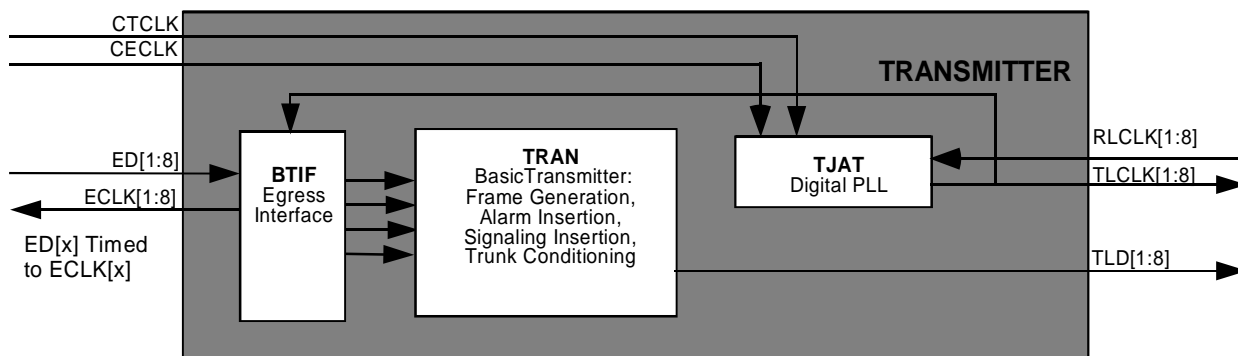 CTCLK
CECLK
TRANSMITTER
ED[1:8]
ECLK[1:8]
ED[x] Timed
to ECLK[x]
BTIF
Egress
Interface
TRAN
BasicTransmitter:
Frame Generation,
Alarm Insertion,
Signaling Insertion,
Trunk Conditioning
TJAT
Digital PLL
RLCLK[1:8]
TLCLK[1:8]
TLD[1:8]